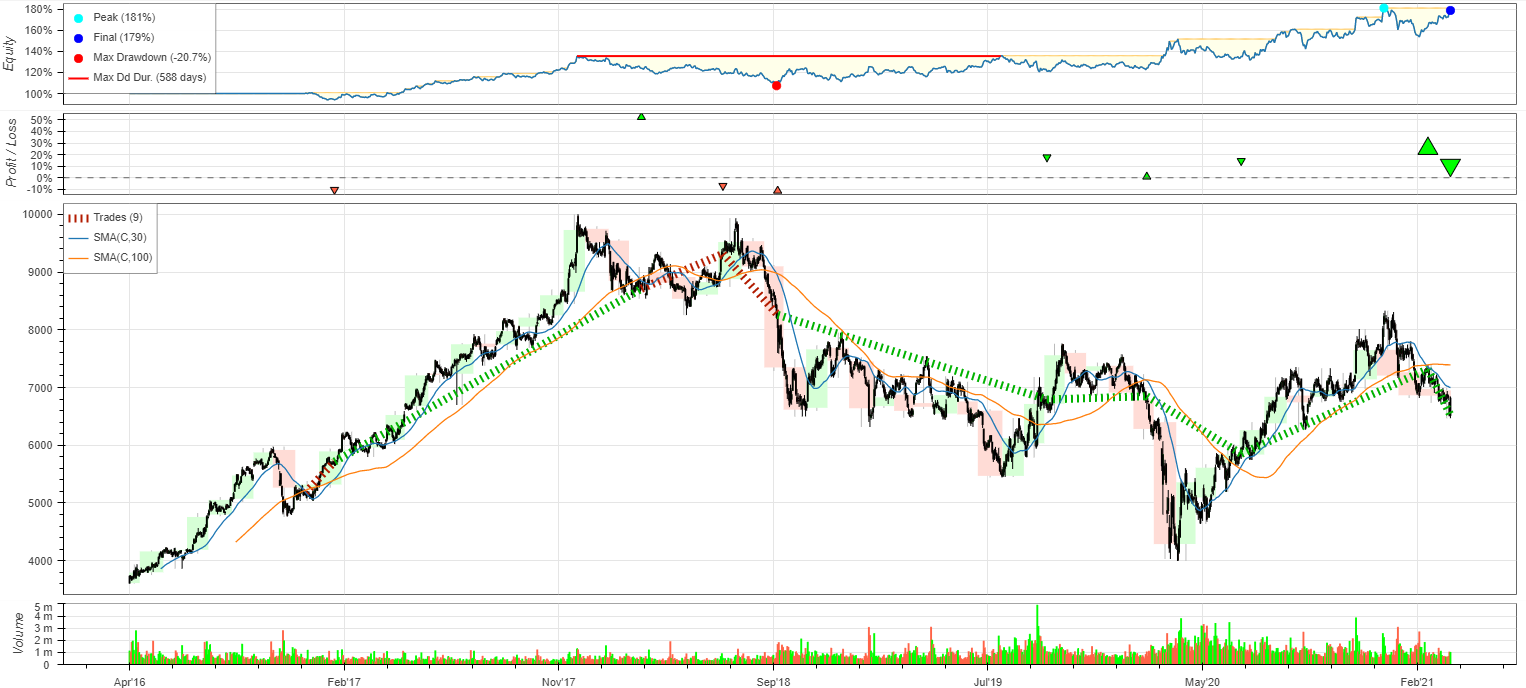 Equity
180%
160%
140%
120%
100%
Peak (181%)
Final (179%)
Max Drawdown (-20.7%)
Max Dd Dur. (588 days)
Profit / Loss
50%
40%
30%
20%
10%
0%
-10%
10000
9000
8000
7000
6000
5000
4000
Trades (9)
SMA(C,30)
SMA(C,100)
Volume
5 m
4 m
3 m
2 m
1 m
0
Apr'16 Feb'17 Nov'17 Sep'18 Jul'19 May'20 Feb'21